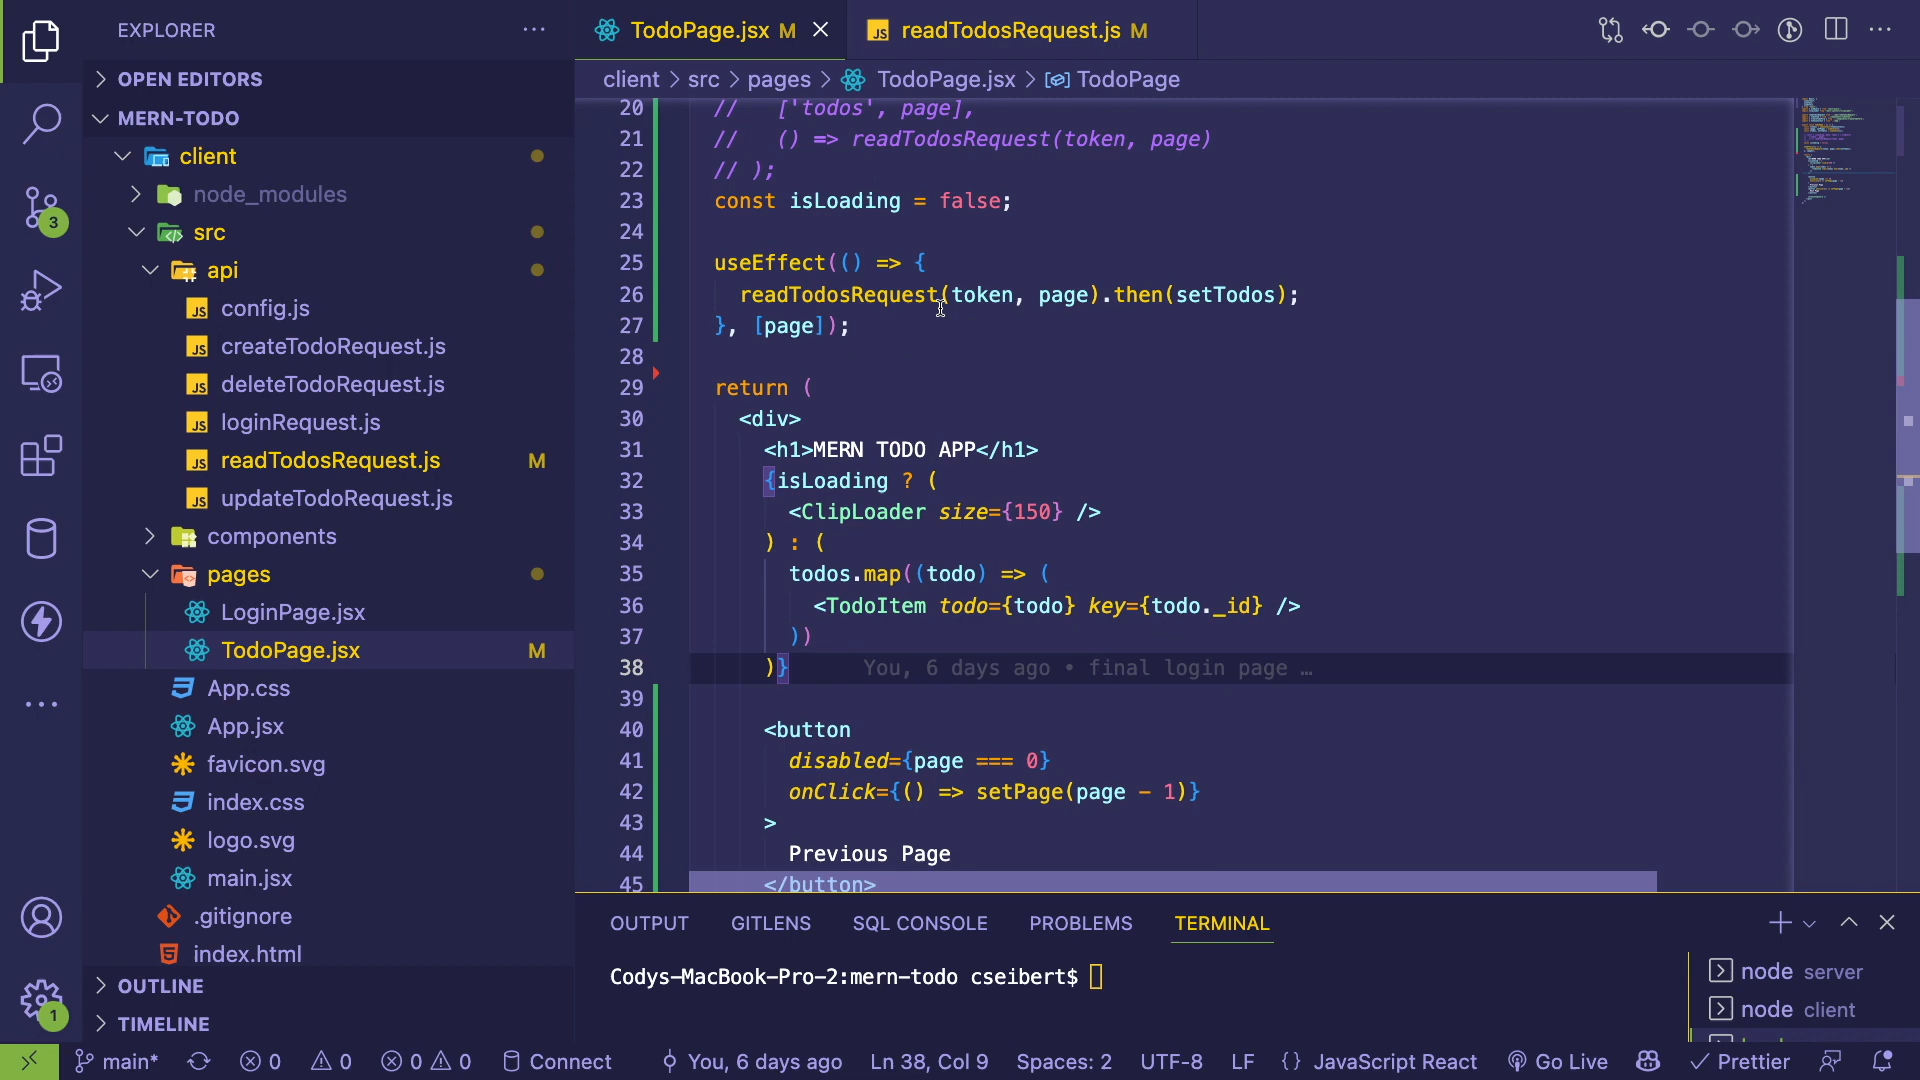 EXPLORER
OPEN EDITORS
MERN-TODO
client
node_modules
src
api
JS config.js
JS createTodoRequest.js
JS deleteTodoRequest.js
JS loginRequest.js
JS readTodosRequest.js M
JS updateTodoRequest.js
components
pages
LoginPage.jsx
TodoPage.jsx M
App.css
App.jsx
favicon.svg
index.css
logo.svg
main.jsx
.gitignore
index.html
OUTLINE
TIMELINE
3
1
TodoPage.jsx M
JS readTodosRequest.js M
client > src > pages > TodoPage.jsx > TodoPage
20 // ['todos', page],
21 // () => readTodosRequest(token, page)
22 // );
23 const isLoading = false;
24
25 useEffect(() => {
26 readTodosRequest(token, page).then(setTodos);
27 }, [page]);
28
29 return (
30 <div>
31 <h1>MERN TODO APP</h1>
32 {isLoading ? (
33 <ClipLoader size={150} />
34 ) : (
35 todos.map((todo) => (
36 <TodoItem todo={todo} key={todo._id} />
37 ))
38 )} You, 6 days ago • final login page …
39
40 <button
41 disabled={page === 0}
42 onClick={() => setPage(page - 1)}
43 >
44 Previous Page
45 </button>
OUTPUT GITLENS SQL CONSOLE PROBLEMS TERMINAL
Codys-MacBook-Pro-2:mern-todo cseibert$
node server
node client
main* 0 0 0 0 Connect You, 6 days ago Ln 38, Col 9 Spaces: 2 UTF-8 LF {} JavaScript React Go Live Prettier